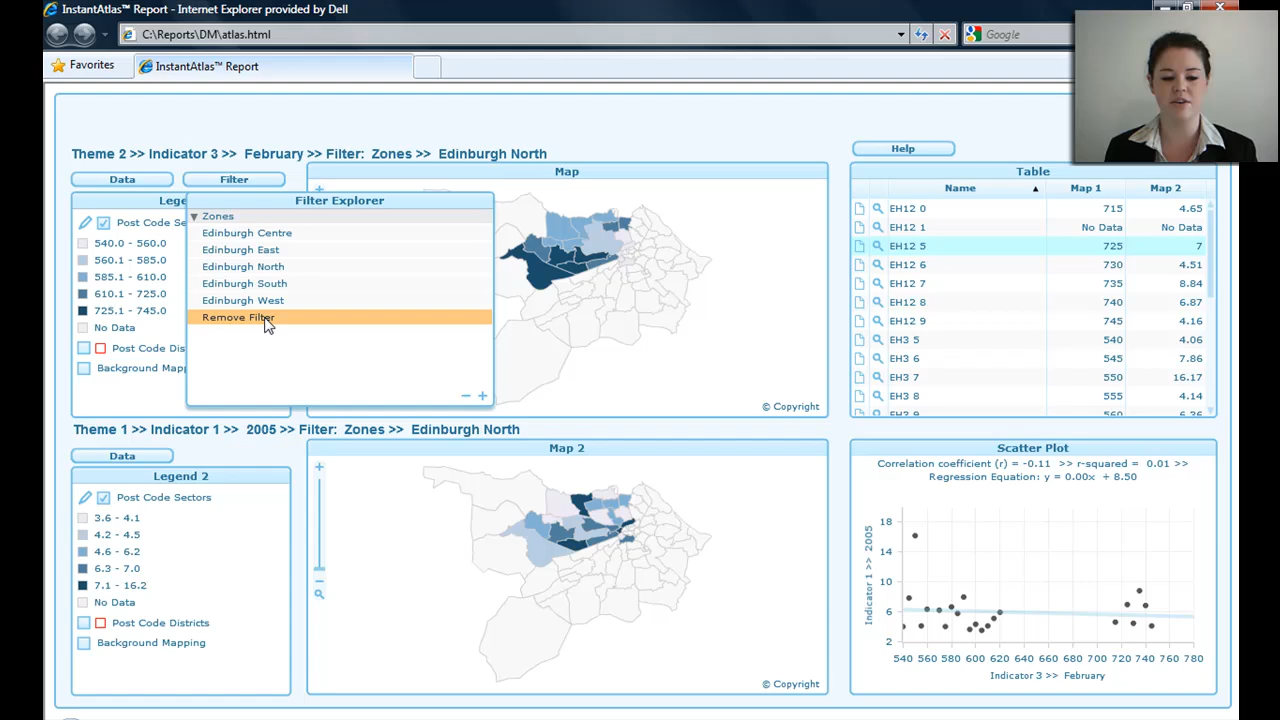 InstantAtlas™ Report - Internet Explorer provided by Dell
C:\Reports\DM\atlas.html
Google
Favorites
InstantAtlas™ Report
Theme 2 >> Indicator 3 >> February >> Filter: Zones >> Edinburgh North
Help
Data
Filter
Map
Table
Lege
Filter Explorer
Name ▲ Map 1 Map 2
Post Code Se
540.0 - 560.0
560.1 - 585.0
585.1 - 610.0
610.1 - 725.0
725.1 - 745.0
No Data
Post Code Dis
Background Mapp
Zones
Edinburgh Centre
Edinburgh East
Edinburgh North
Edinburgh South
Edinburgh West
Remove Filter
© Copyright
EH12 0 715 4.65
EH12 1 No Data No Data
EH12 5 725 7
EH12 6 730 4.51
EH12 7 735 8.84
EH12 8 740 6.87
EH12 9 745 4.16
EH3 5 540 4.06
EH3 6 545 7.86
EH3 7 550 16.17
EH3 8 555 4.14
EH3 9 560 6.26
Theme 1 >> Indicator 1 >> 2005 >> Filter: Zones >> Edinburgh North
Data
Legend 2
Post Code Sectors
3.6 - 4.1
4.2 - 4.5
4.6 - 6.2
6.3 - 7.0
7.1 - 16.2
No Data
Post Code Districts
Background Mapping
Map 2
© Copyright
Scatter Plot
Correlation coefficient (r) = -0.11 >> r-squared = 0.01 >>
Regression Equation: y = 0.00x + 8.50
Indicator 1 >> 2005
18
14
10
6
2
540 560 580 600 620 640 660 680 700 720 740 760 780
Indicator 3 >> February